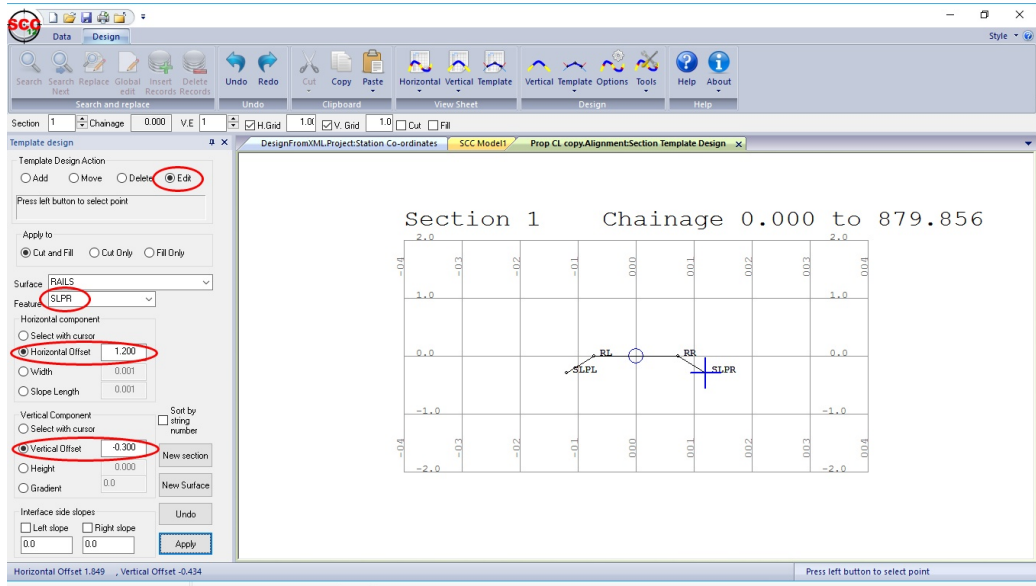 SCC
Data Design
Style
Search Search Next Replace Global edit Insert Records Delete Records Undo Redo Cut Copy Paste Horizontal Vertical Template Vertical Template Options Tools Help About
Search and replace Undo Clipboard View Sheet Design Help
Section 1 Chainage 0.000 V.E 1 H.Grid 1.0( V. Grid 1.0 Cut Fill
Template design
DesignFromXML.Project:Station Co-ordinates SCC Model1 Prop CL copy.Alignment:Section Template Design x
Template Design Action
Add Move Delete Edit
Press left button to select point
Apply to
Cut and Fill Cut Only Fill Only
Surface RAILS
Feature SLPR
Horizontal component
Select with cursor
Horizontal Offset 1.200
Width 0.001
Slope Length 0.001
Vertical Component
Select with cursor
Sort by string number
Vertical Offset -0.300
New section
Height 0.000
Gradient 0.0
New Surface
Interface side slopes
Undo
Left slope Right slope
0.0 0.0
Apply
Section 1 Chainage 0.000 to 879.856
2.0 2.0
-04 -03 -02 -01 000 001 002 003 004
1.0 1.0
0.0 RL RR 0.0
SLPL SLPR
-1.0 -1.0
-04 -03 -02 -01 000 001 002 003 004
-2.0 -2.0
Horizontal Offset 1.849 , Vertical Offset -0.434
Press left button to select point